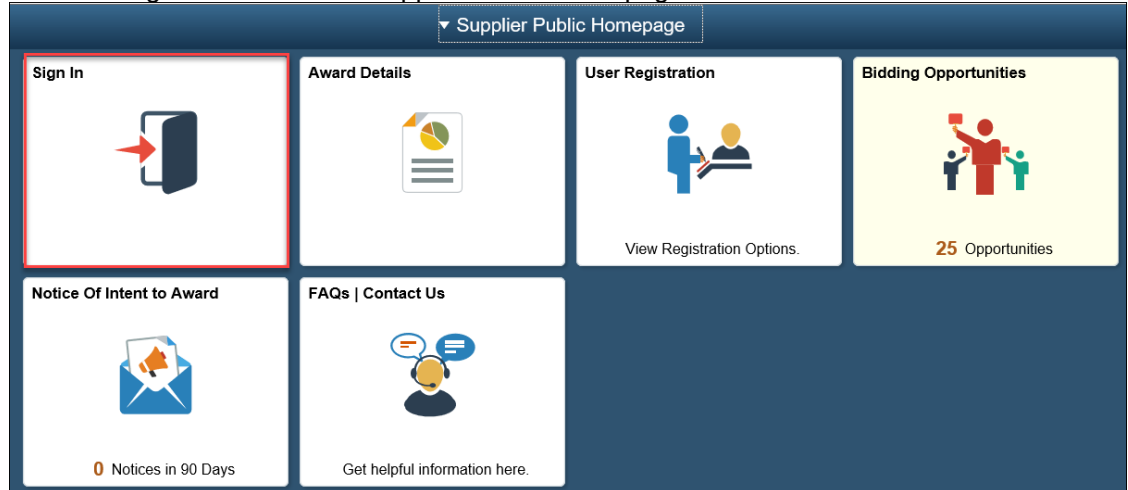 Supplier Public Homepage
Sign In
Award Details
User Registration
View Registration Options.
Bidding Opportunities
25 Opportunities
Notice Of Intent to Award
0 Notices in 90 Days
FAQs | Contact Us
Get helpful information here.